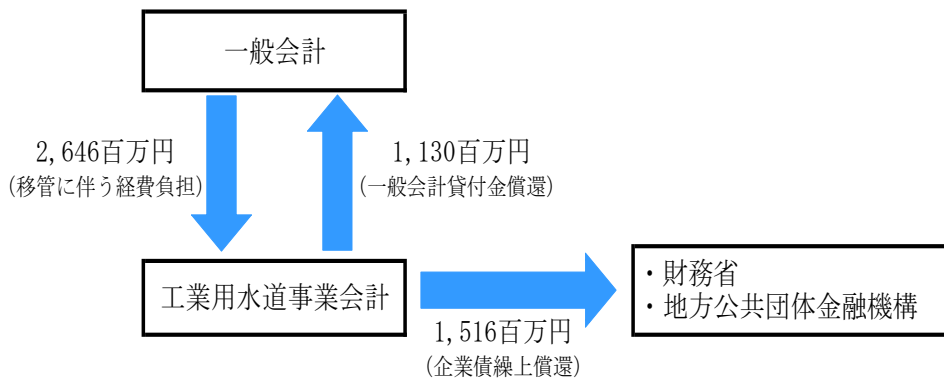 一般会計
2,646百万円
(移管に伴う経費負担)
1,130百万円
(一般会計貸付金償還)
工業用水道事業会計
1,516百万円
(企業債繰上償還)
・財務省
・地方公共団体金融機構